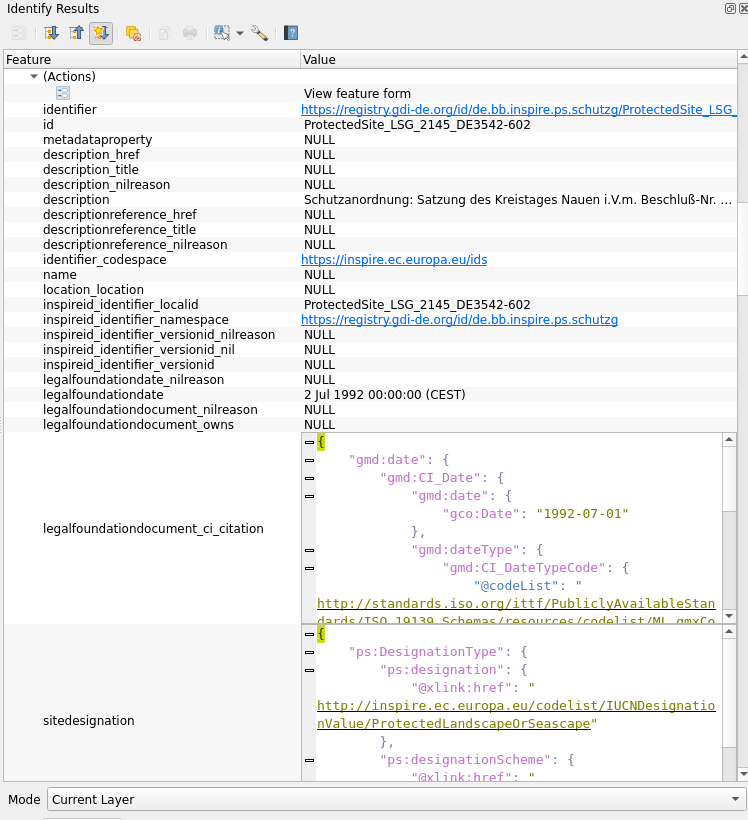 Identify Results
Feature Value
(Actions)
View feature form
identifier https://registry.gdi-de.org/id/de.bb.inspire.ps.schutzg/ProtectedSite_LSG_
id ProtectedSite_LSG_2145_DE3542-602
metadataproperty NULL
description_href NULL
description_title NULL
description_nilreason NULL
description Schutzanordnung: Satzung des Kreistages Nauen i.V.m. Beschluß-Nr. ...
descriptionreference_href NULL
descriptionreference_title NULL
descriptionreference_nilreason NULL
identifier_codespace https://inspire.ec.europa.eu/ids
name NULL
location_location NULL
inspireid_identifier_localid ProtectedSite_LSG_2145_DE3542-602
inspireid_identifier_namespace https://registry.gdi-de.org/id/de.bb.inspire.ps.schutzg
inspireid_identifier_versionid_nilreason NULL
inspireid_identifier_versionid_nil NULL
inspireid_identifier_versionid NULL
legalfoundationdate_nilreason NULL
legalfoundationdate 2 Jul 1992 00:00:00 (CEST)
legalfoundationdocument_nilreason NULL
legalfoundationdocument_owns NULL
legalfoundationdocument_ci_citation
{
"gmd:date": {
"gmd:CI_Date": {
"gmd:date": {
"gco:Date": "1992-07-01"
},
"gmd:dateType": {
"gmd:CI_DateTypeCode": {
"@codeList": "
http://standards.iso.org/ittf/PubliclyAvailableStan
dards/ISO_19139_Schemas/resources/codelist/ML_gmxCo
sitedesignation
{
"ps:DesignationType": {
"ps:designation": {
"@xlink:href": "
http://inspire.ec.europa.eu/codelist/IUCNDesignatio
nValue/ProtectedLandscapeOrSeascape"
},
"ps:designationScheme": {
"@xlink:href": "
Mode Current Layer